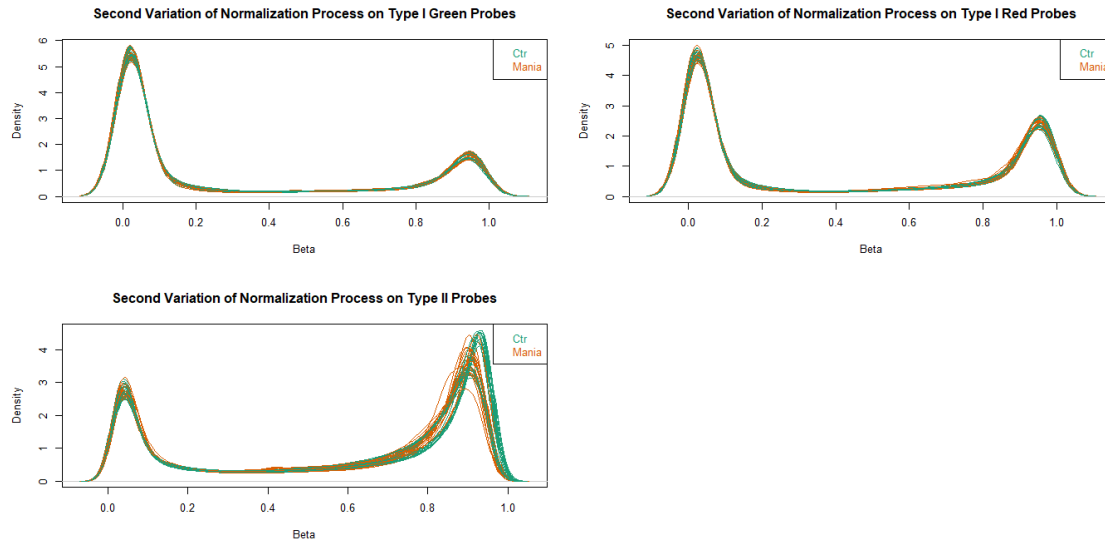 Second Variation of Normalization Process on Type I Green Probes
Density
6
5
4
3
2
1
0
Ctr
Mania
0.0 0.2 0.4 0.6 0.8 1.0
Beta
Second Variation of Normalization Process on Type I Red Probes
Density
5
4
3
2
1
0
Ctr
Mania
0.0 0.2 0.4 0.6 0.8 1.0
Beta
Second Variation of Normalization Process on Type II Probes
Density
4
3
2
1
0
Ctr
Mania
0.0 0.2 0.4 0.6 0.8 1.0
Beta